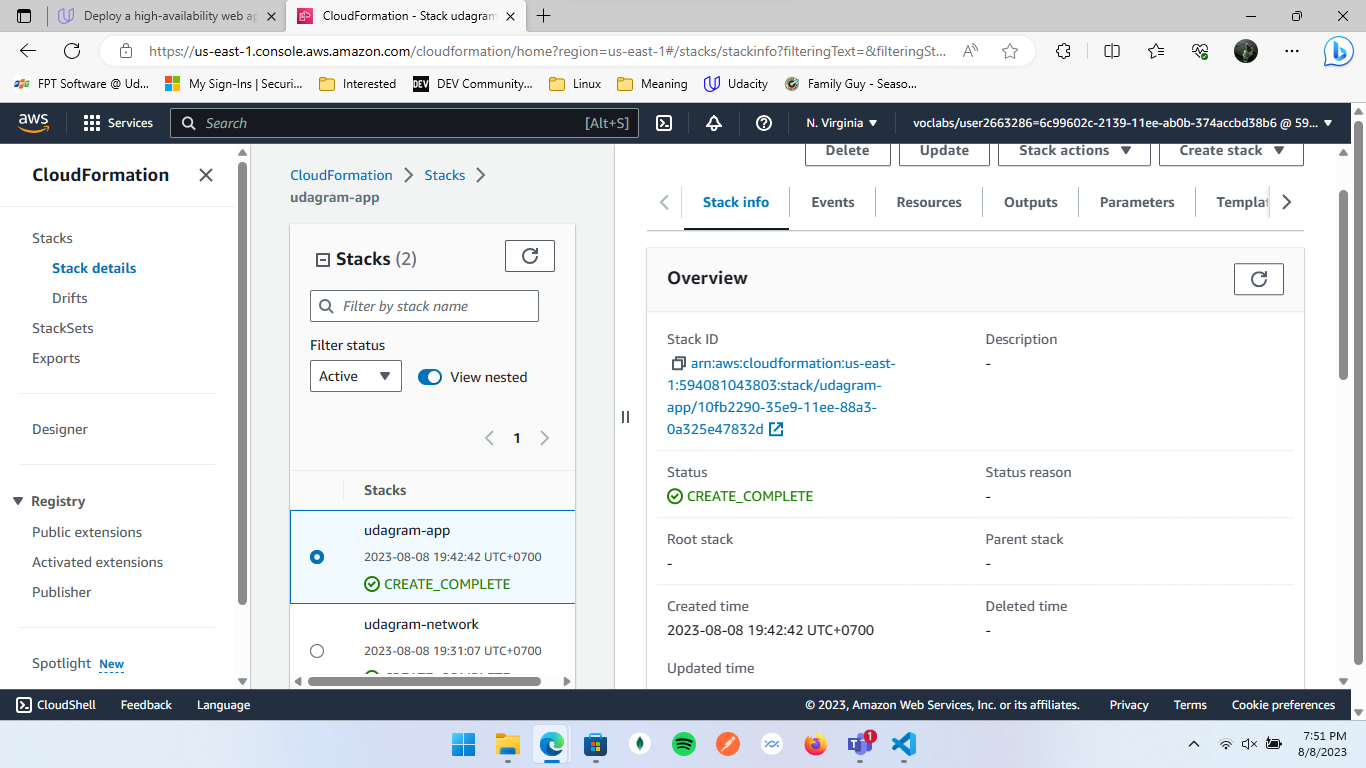 Deploy a high-availability web ap
CloudFormation - Stack udagram
https://us-east-1.console.aws.amazon.com/cloudformation/home?region=us-east-1#/stacks/stackinfo?filteringText=&filteringSt...
FPT Software @ Ud...
My Sign-Ins | Securi...
Interested
DEV Community...
Linux
Meaning
Udacity
Family Guy - Seaso...
aws
Services
Search
[Alt+S]
N. Virginia
voclabs/user2663286=6c99602c-2139-11ee-ab0b-374accbd38b6 @ 59...
CloudFormation
Stacks
Stack details
Drifts
StackSets
Exports
Designer
Registry
Public extensions
Activated extensions
Publisher
Spotlight New
CloudFormation
Stacks
udagram-app
Stacks (2)
Filter by stack name
Filter status
Active
View nested
1
Stacks
udagram-app
2023-08-08 19:42:42 UTC+0700
CREATE_COMPLETE
udagram-network
2023-08-08 19:31:07 UTC+0700
Delete
Update
Stack actions
Create stack
Stack info
Events
Resources
Outputs
Parameters
Templat
Overview
Stack ID
arn:aws:cloudformation:us-east-
1:594081043803:stack/udagram-
app/10fb2290-35e9-11ee-88a3-
0a325e47832d
Description
-
Status
CREATE_COMPLETE
Status reason
-
Root stack
-
Parent stack
-
Created time
2023-08-08 19:42:42 UTC+0700
Deleted time
-
Updated time
CloudShell
Feedback
Language
© 2023, Amazon Web Services, Inc. or its affiliates.
Privacy
Terms
Cookie preferences
1
7:51 PM
8/8/2023